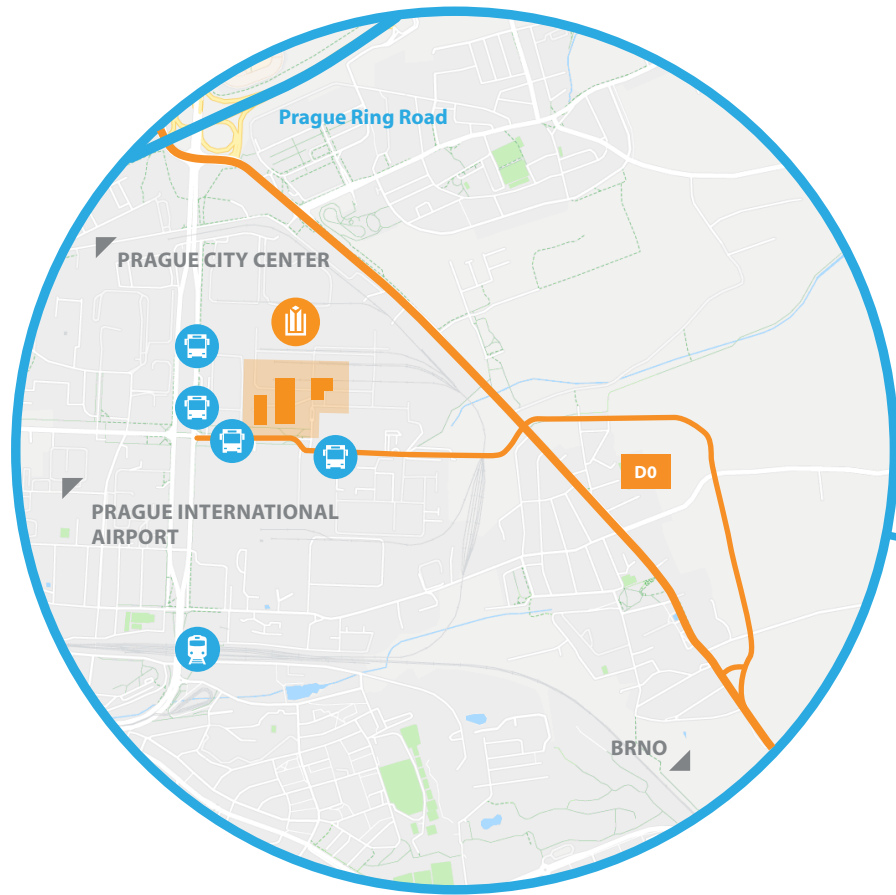 Prague Ring Road
PRAGUE CITY CENTER
D0
PRAGUE INTERNATIONAL
AIRPORT
BRNO